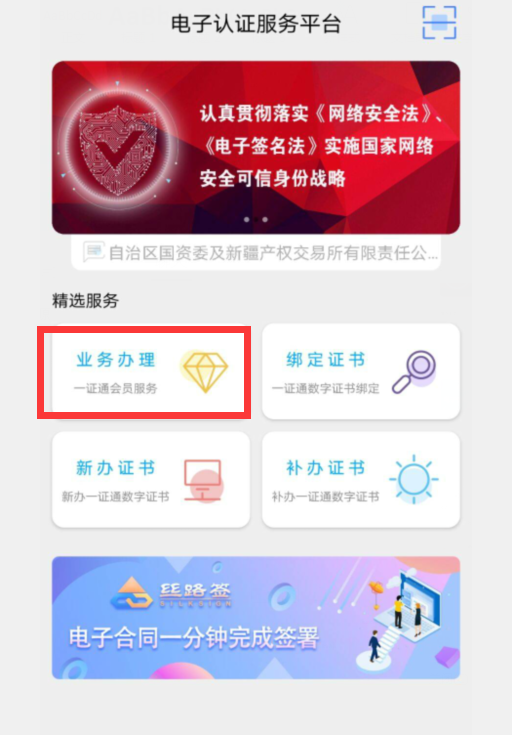 电子认证服务平台
认真贯彻落实《网络安全法》、
《电子签名法》实施国家网络
安全可信身份战略
自治区国资委及新疆产权交易所有限责任公...
精选服务
业务办理
一证通会员服务
绑定证书
一证通数字证书绑定
新办证书
新办一证通数字证书
补办证书
补办一证通数字证书
丝路签
电子合同一分钟完成签署